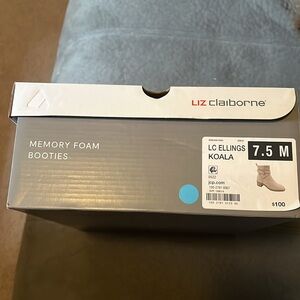 LIZ claiborne
MEMORY FOAM
BOOTIES
LC ELLINGS
KOALA
7.5 M
jcp.com
$100